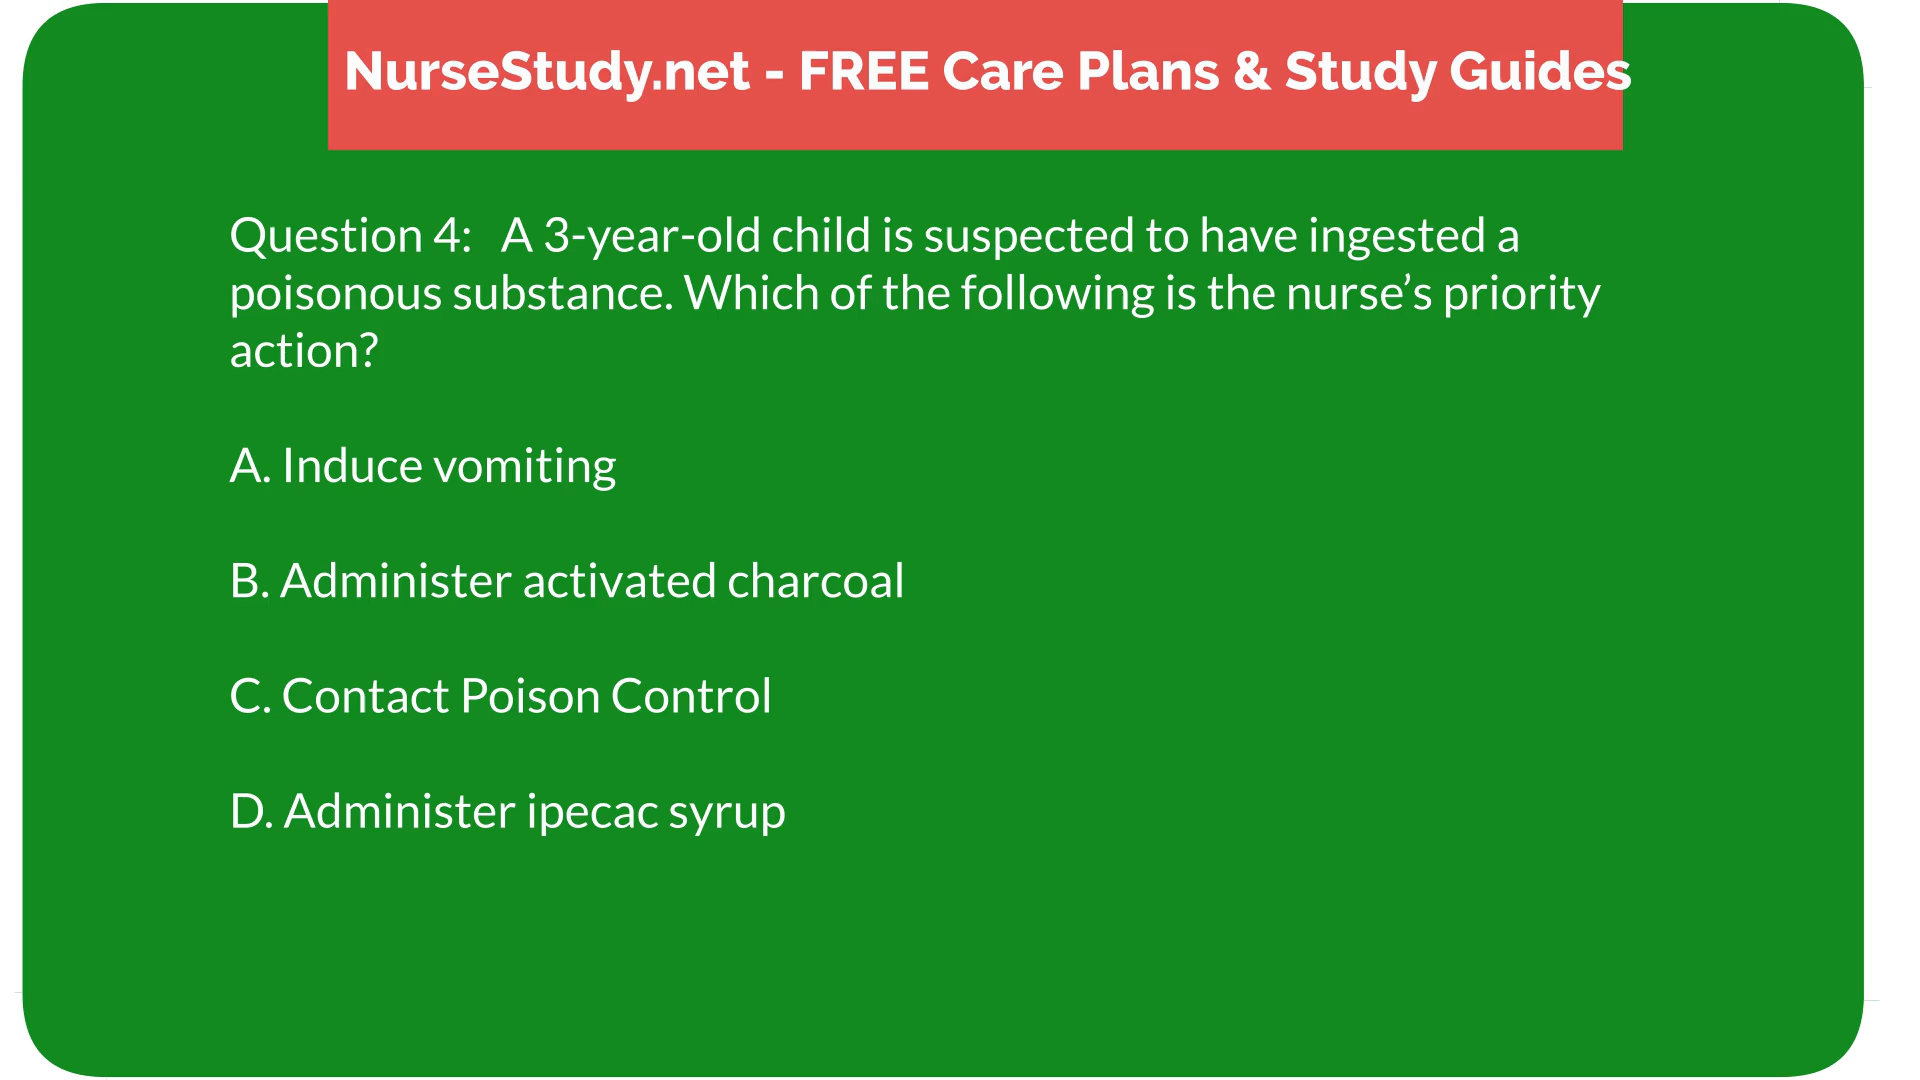 NurseStudy.net - FREE Care Plans & Study Guides
Question 4: A 3-year-old child is suspected to have ingested a
poisonous substance. Which of the following is the nurse’s priority
action?
A. Induce vomiting
B. Administer activated charcoal
C. Contact Poison Control
D. Administer ipecac syrup